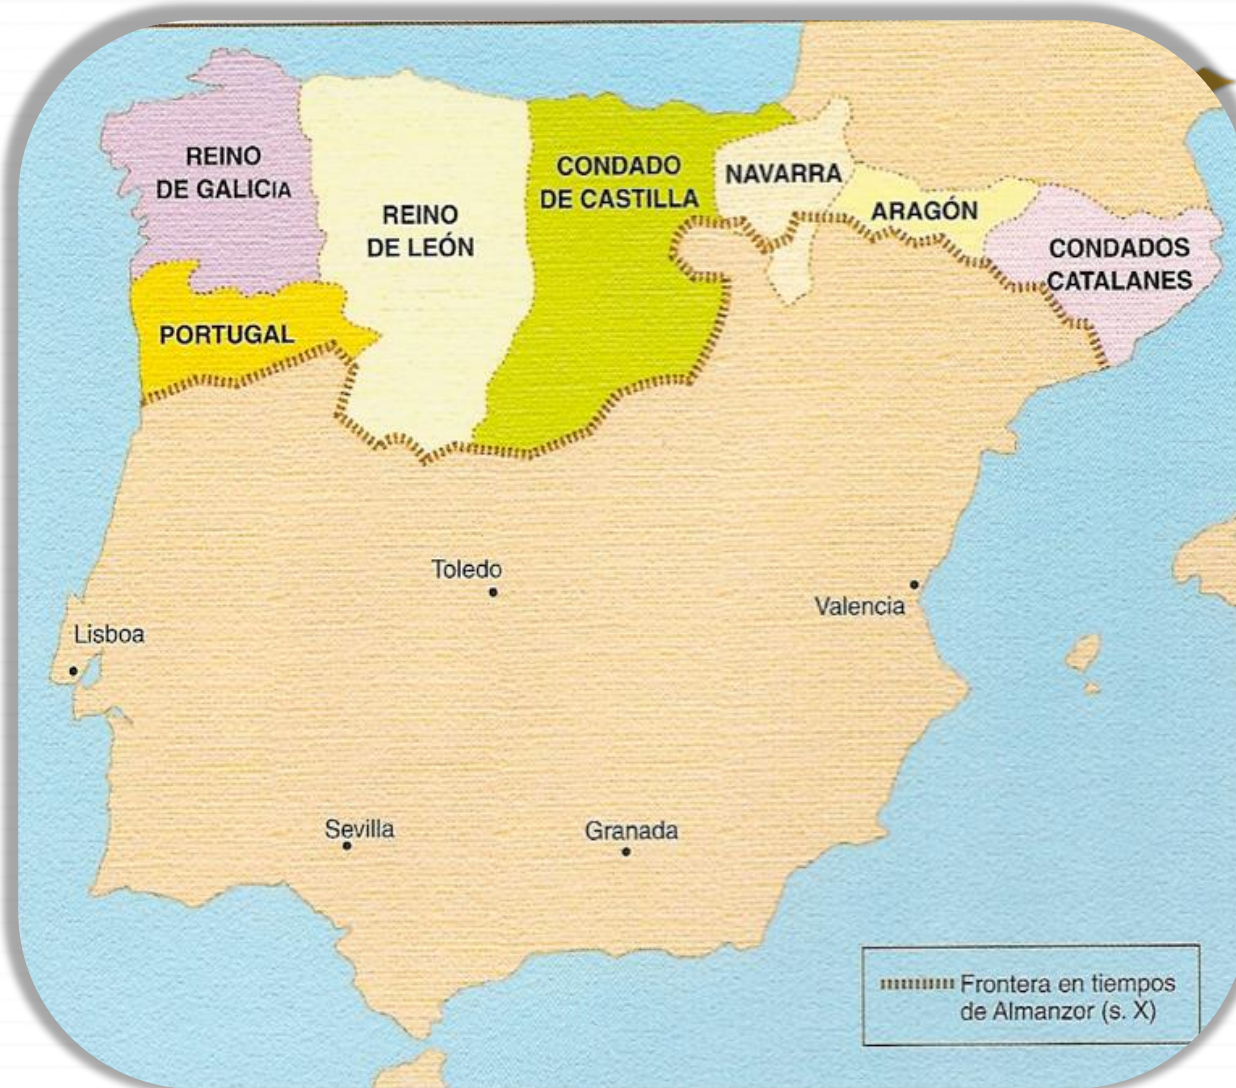 REINO
DE GALICIA
REINO
DE LEÓN
CONDADO
DE CASTILLA
NAVARRA
ARAGÓN
CONDADOS
CATALANES
PORTUGAL
Toledo
Valencia
Lisboa
Sevilla
Granada
Frontera en tiempos
de Almanzor (s. X)